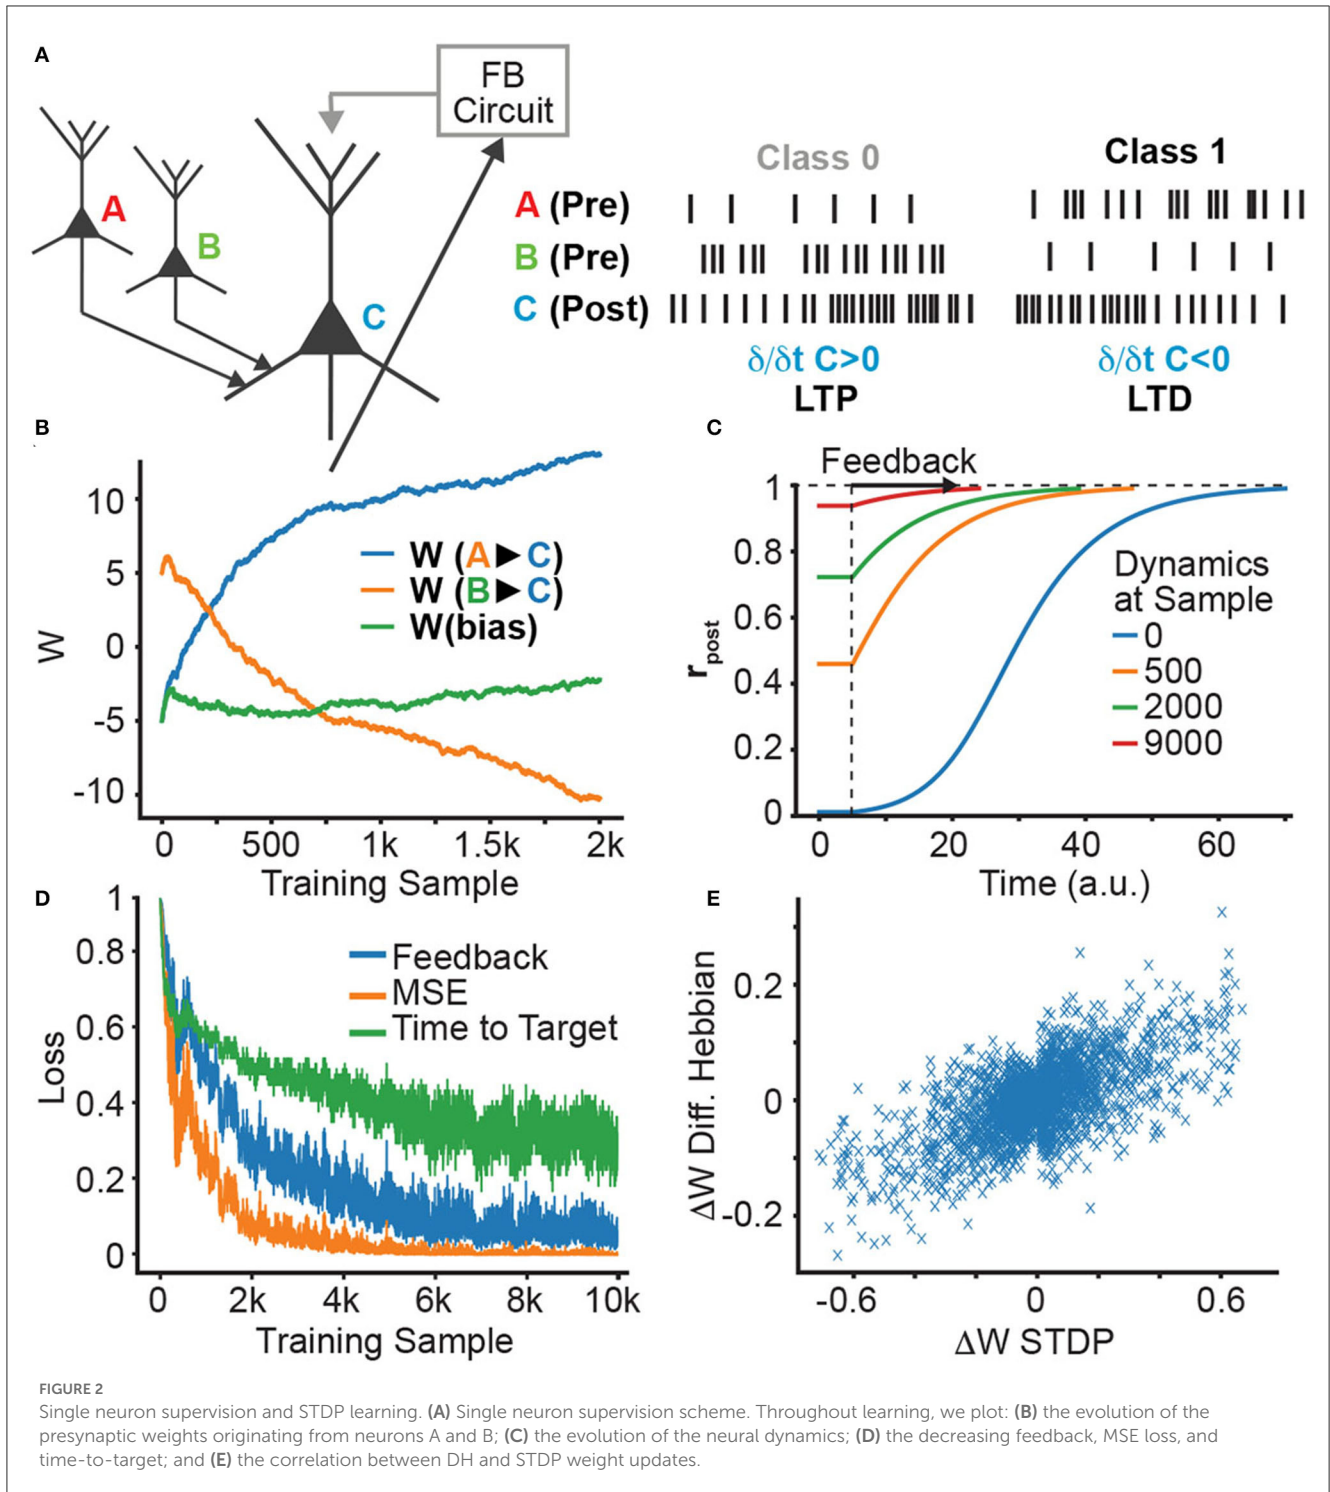 A
FB
Circuit
A
B
C
Class 0
Class 1
A (Pre)
B (Pre)
C (Post)
δ/δt C>0
LTP
δ/δt C<0
LTD
B
W
10
5
0
-5
-10
W (A▶C)
W (B▶C)
W(bias)
0 500 1k 1.5k 2k
Training Sample
C
Feedback
r_post
1
0.8
0.6
0.4
0.2
0
Dynamics
at Sample
0
500
2000
9000
0 20 40 60
Time (a.u.)
D
Loss
1
0.8
0.6
0.4
0.2
0
Feedback
MSE
Time to Target
0 2k 4k 6k 8k 10k
Training Sample
E
ΔW Diff. Hebbian
0.2
0
-0.2
-0.6 0 0.6
ΔW STDP
FIGURE 2
Single neuron supervision and STDP learning. (A) Single neuron supervision scheme. Throughout learning, we plot: (B) the evolution of the
presynaptic weights originating from neurons A and B; (C) the evolution of the neural dynamics; (D) the decreasing feedback, MSE loss, and
time-to-target; and (E) the correlation between DH and STDP weight updates.